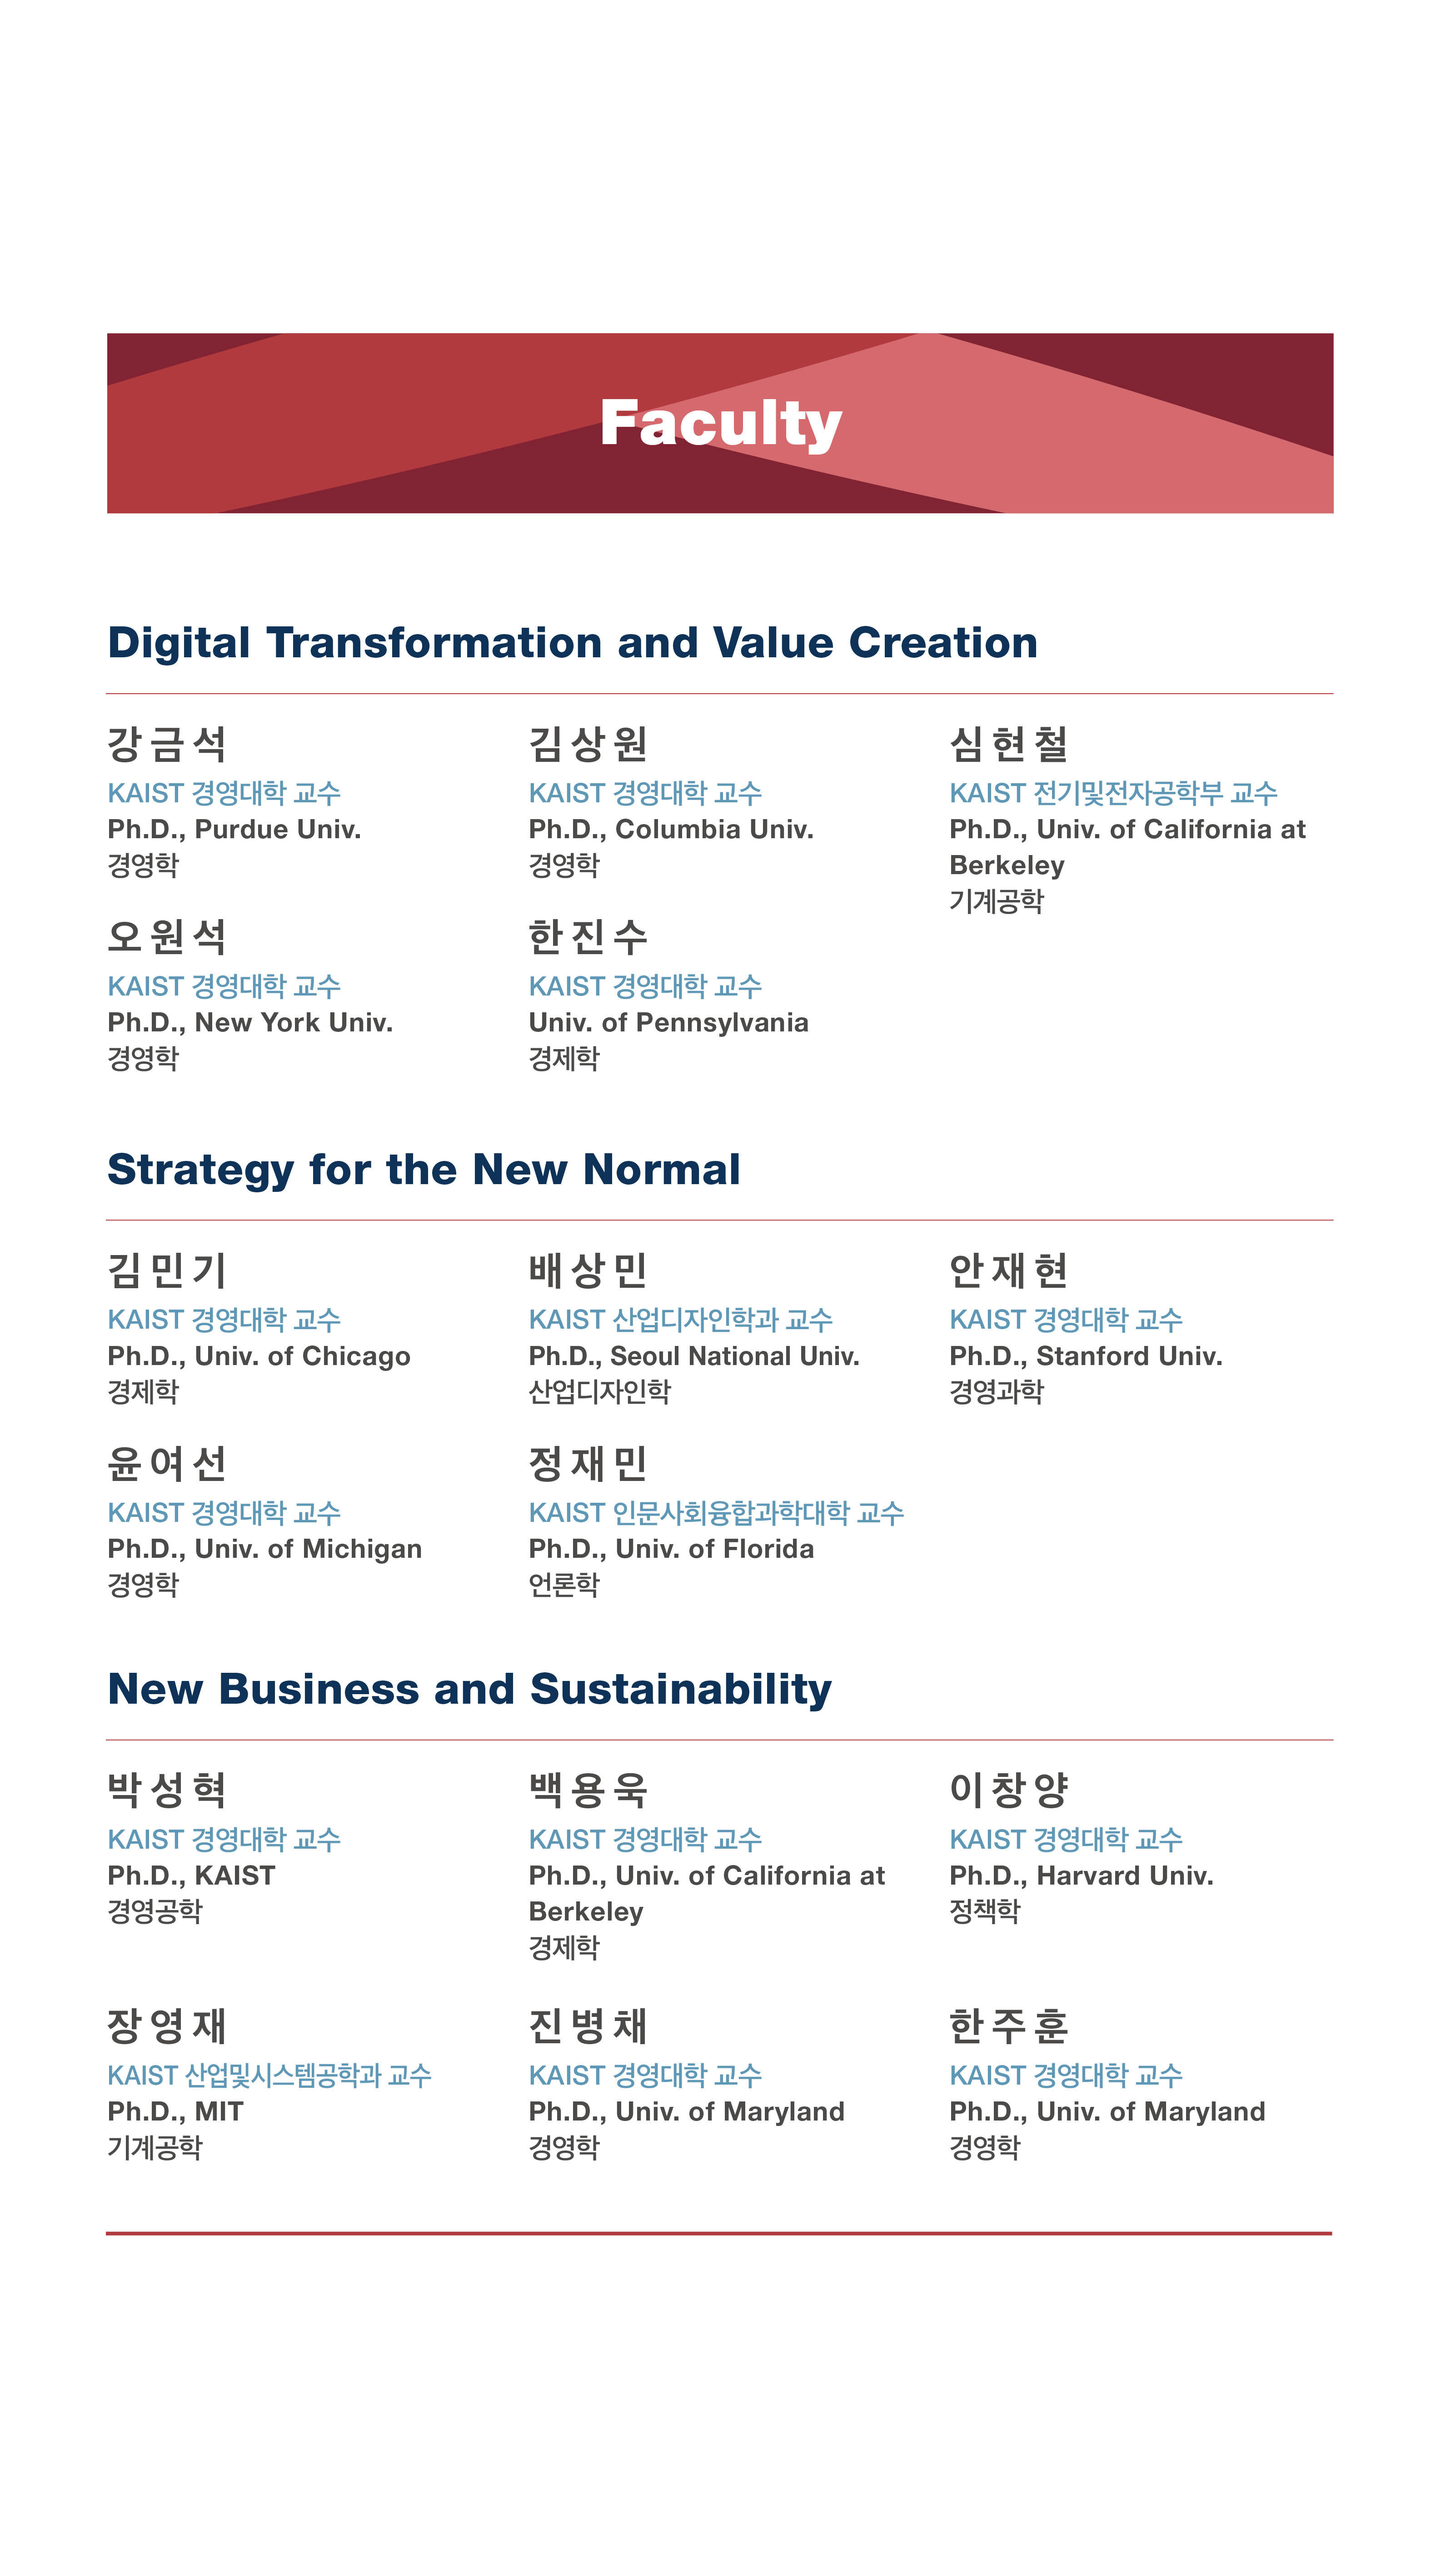 Faculty
Digital Transformation and Value Creation
강금석
KAIST 경영대학 교수
Ph.D., Purdue Univ.
경영학
김상원
KAIST 경영대학 교수
Ph.D., Columbia Univ.
경영학
심현철
KAIST 전기및전자공학부 교수
Ph.D., Univ. of California at
Berkeley
기계공학
오원석
KAIST 경영대학 교수
Ph.D., New York Univ.
경영학
한진수
KAIST 경영대학 교수
Univ. of Pennsylvania
경제학
Strategy for the New Normal
김민기
KAIST 경영대학 교수
Ph.D., Univ. of Chicago
경제학
배상민
KAIST 산업디자인학과 교수
Ph.D., Seoul National Univ.
산업디자인학
안재현
KAIST 경영대학 교수
Ph.D., Stanford Univ.
경영과학
윤여선
KAIST 경영대학 교수
Ph.D., Univ. of Michigan
경영학
정재민
KAIST 인문사회융합과학대학 교수
Ph.D., Univ. of Florida
언론학
New Business and Sustainability
박성혁
KAIST 경영대학 교수
Ph.D., KAIST
경영공학
백용욱
KAIST 경영대학 교수
Ph.D., Univ. of California at
Berkeley
경제학
이창양
KAIST 경영대학 교수
Ph.D., Harvard Univ.
정책학
장영재
KAIST 산업및시스템공학과 교수
Ph.D., MIT
기계공학
진병채
KAIST 경영대학 교수
Ph.D., Univ. of Maryland
경영학
한주훈
KAIST 경영대학 교수
Ph.D., Univ. of Maryland
경영학